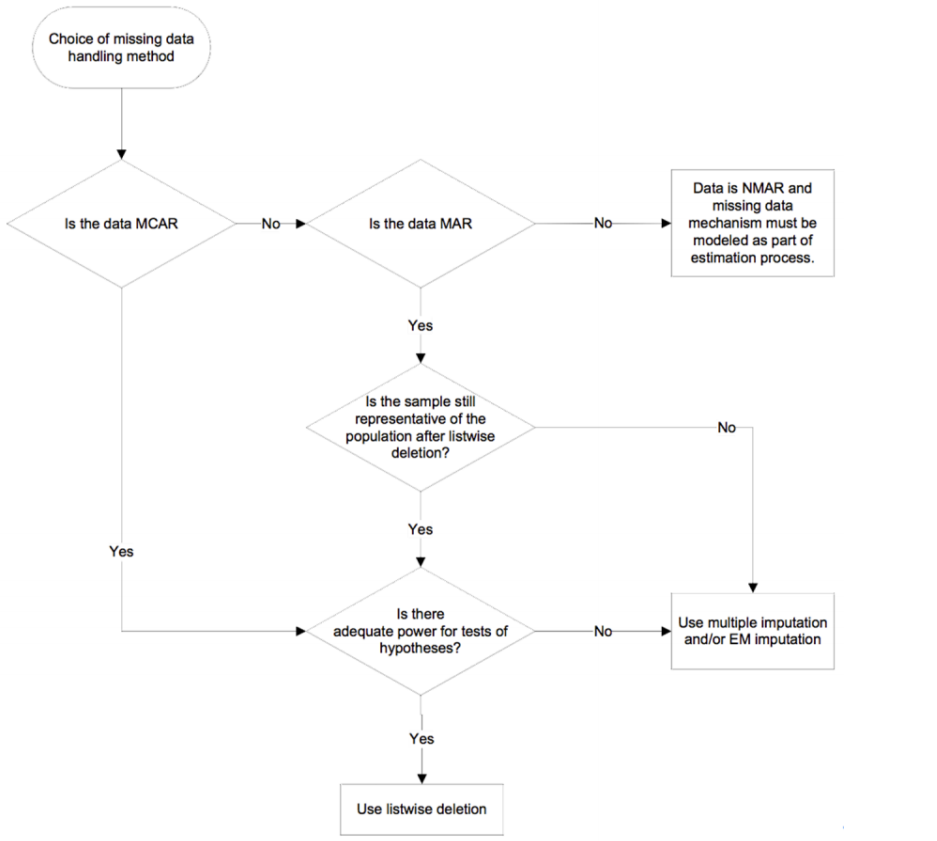 Choice of missing data
handling method
Is the data MCAR
No
Is the data MAR
No
Data is NMAR and
missing data
mechanism must be
modeled as part of
estimation process.
Yes
Is the sample still
representative of the
population after listwise
deletion?
No
Yes
Yes
Is there
adequate power for tests of
hypotheses?
No
Use multiple imputation
and/or EM imputation
Yes
Use listwise deletion